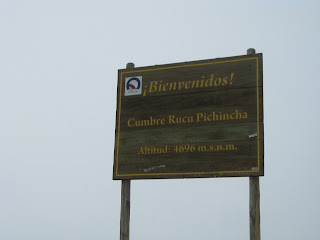 ¡Bienvenidos!
Cumbre Rucu Pichincha
Altitud: 4696 m.s.n.m.